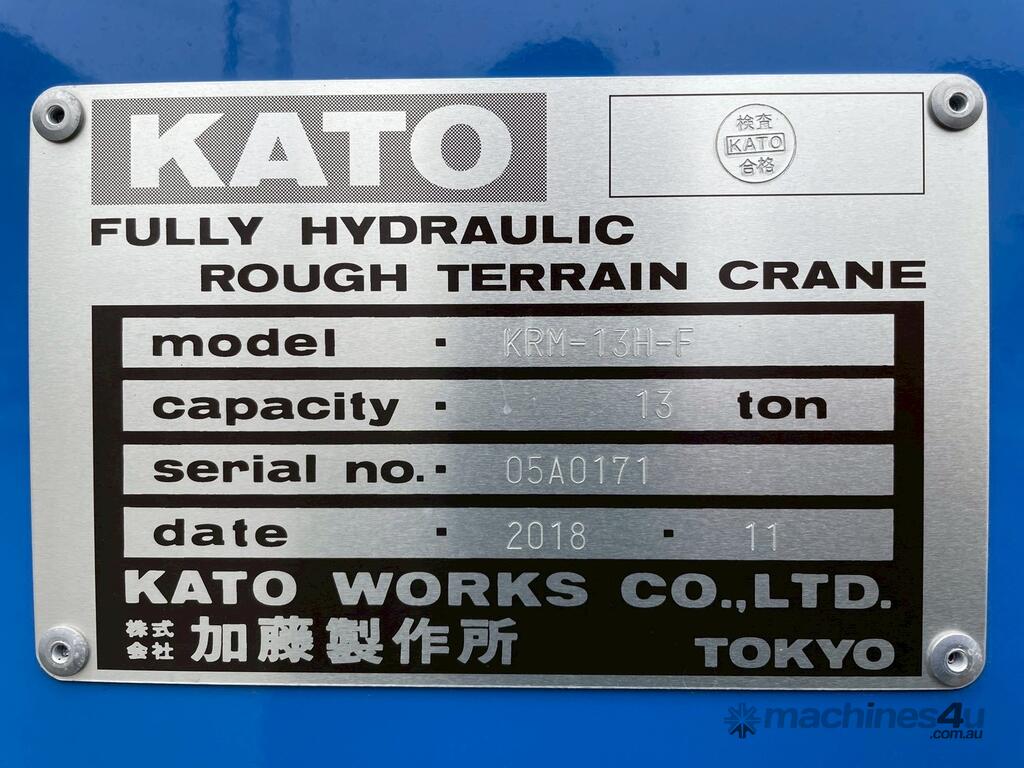 KATO
検査
KATO
合格
FULLY HYDRAULIC
ROUGH TERRAIN CRANE
model · KRM-13H-F
capacity · 13 ton
serial no. · 05A0171
date · 2018 · 11
KATO WORKS CO.,LTD.
株式会社 加藤製作所 TOKYO
machines4u
.com.au